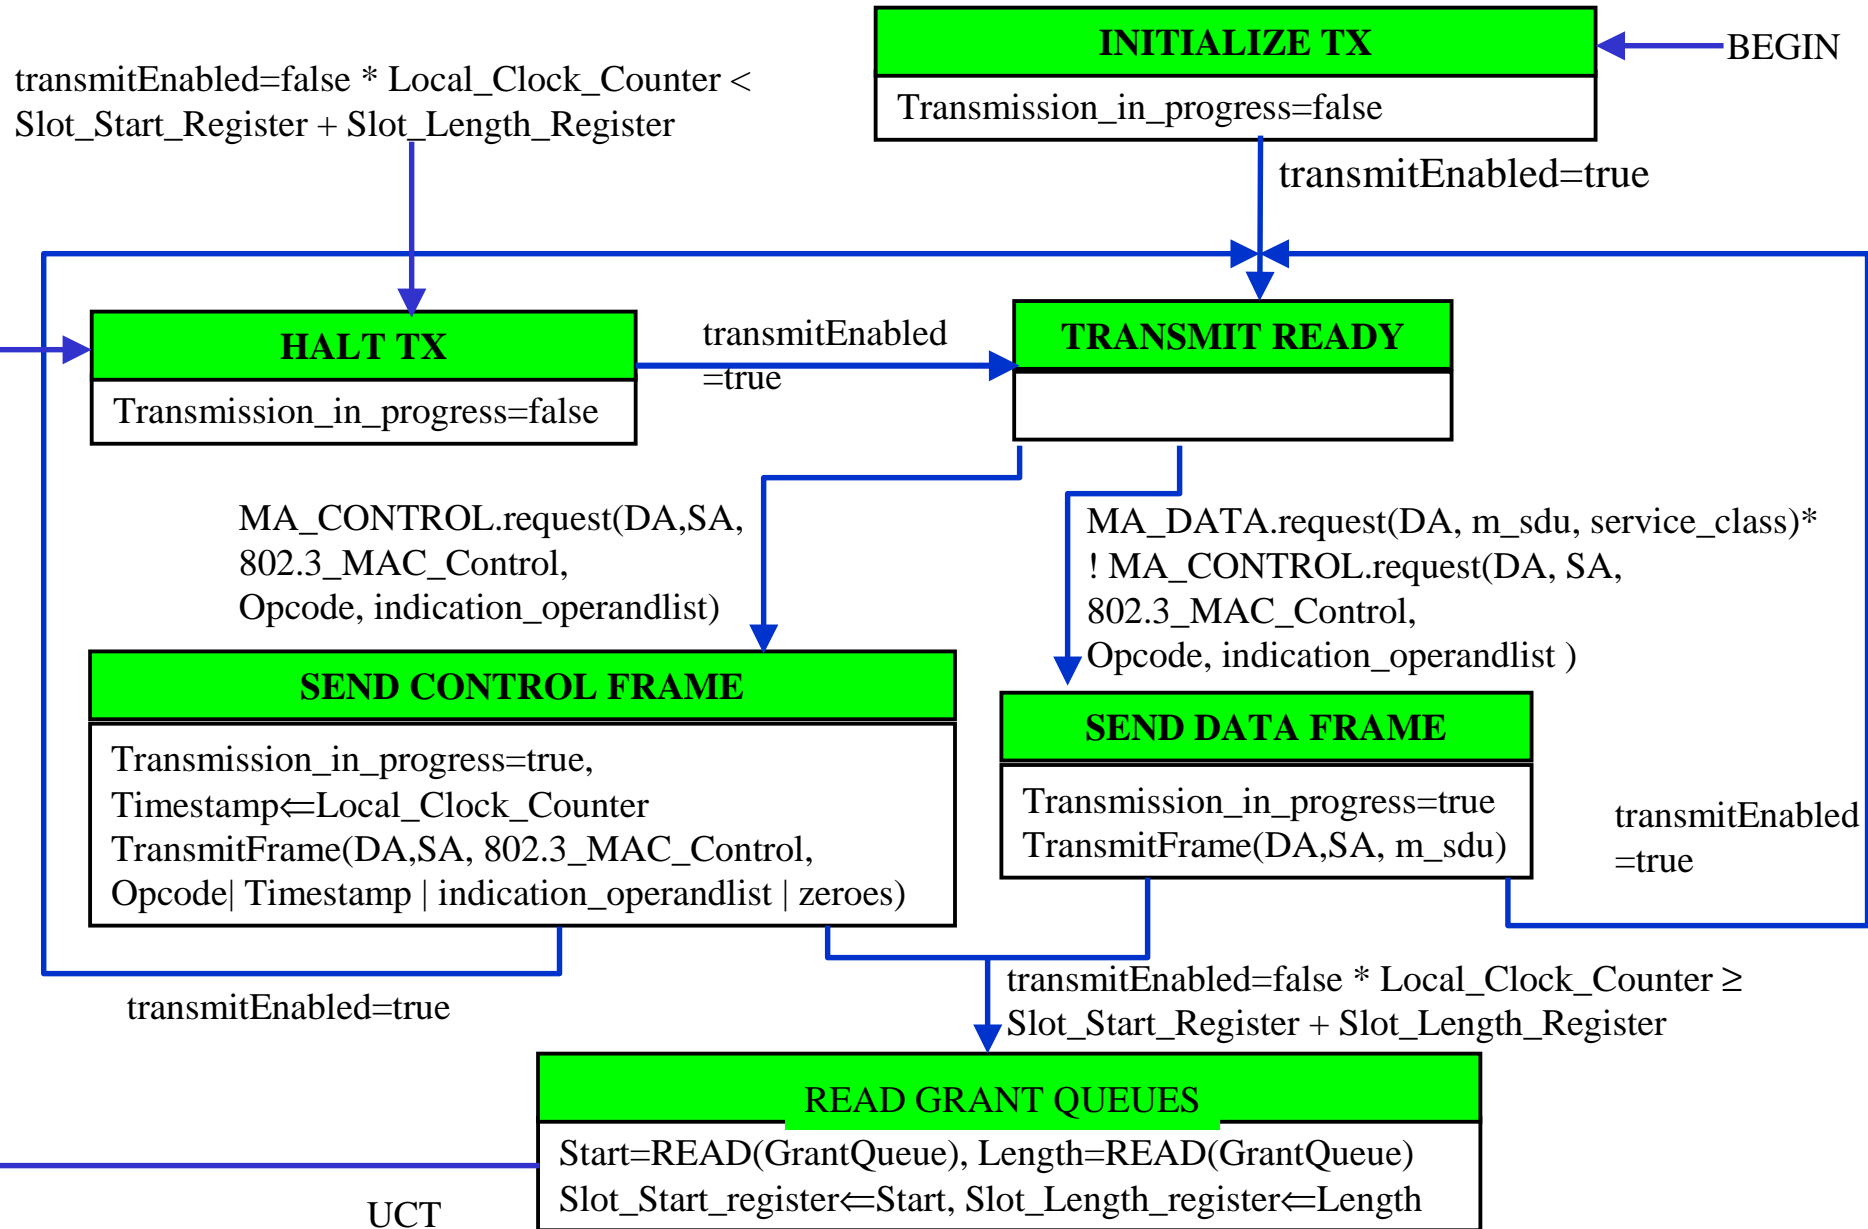 INITIALIZE TX
BEGIN
Transmission_in_progress=false
transmitEnabled=false * Local_Clock_Counter <
Slot_Start_Register + Slot_Length_Register
transmitEnabled=true
HALT TX
Transmission_in_progress=false
transmitEnabled
=true
TRANSMIT READY
MA_CONTROL.request(DA,SA,
802.3_MAC_Control,
Opcode, indication_operandlist)
MA_DATA.request(DA, m_sdu, service_class)*
! MA_CONTROL.request(DA, SA,
802.3_MAC_Control,
Opcode, indication_operandlist )
SEND CONTROL FRAME
Transmission_in_progress=true,
Timestamp⇐Local_Clock_Counter
TransmitFrame(DA,SA, 802.3_MAC_Control,
Opcode| Timestamp | indication_operandlist | zeroes)
SEND DATA FRAME
Transmission_in_progress=true
TransmitFrame(DA,SA, m_sdu)
transmitEnabled
=true
transmitEnabled=true
transmitEnabled=false * Local_Clock_Counter ≥
Slot_Start_Register + Slot_Length_Register
READ GRANT QUEUES
Start=READ(GrantQueue), Length=READ(GrantQueue)
Slot_Start_register⇐Start, Slot_Length_register⇐Length
UCT